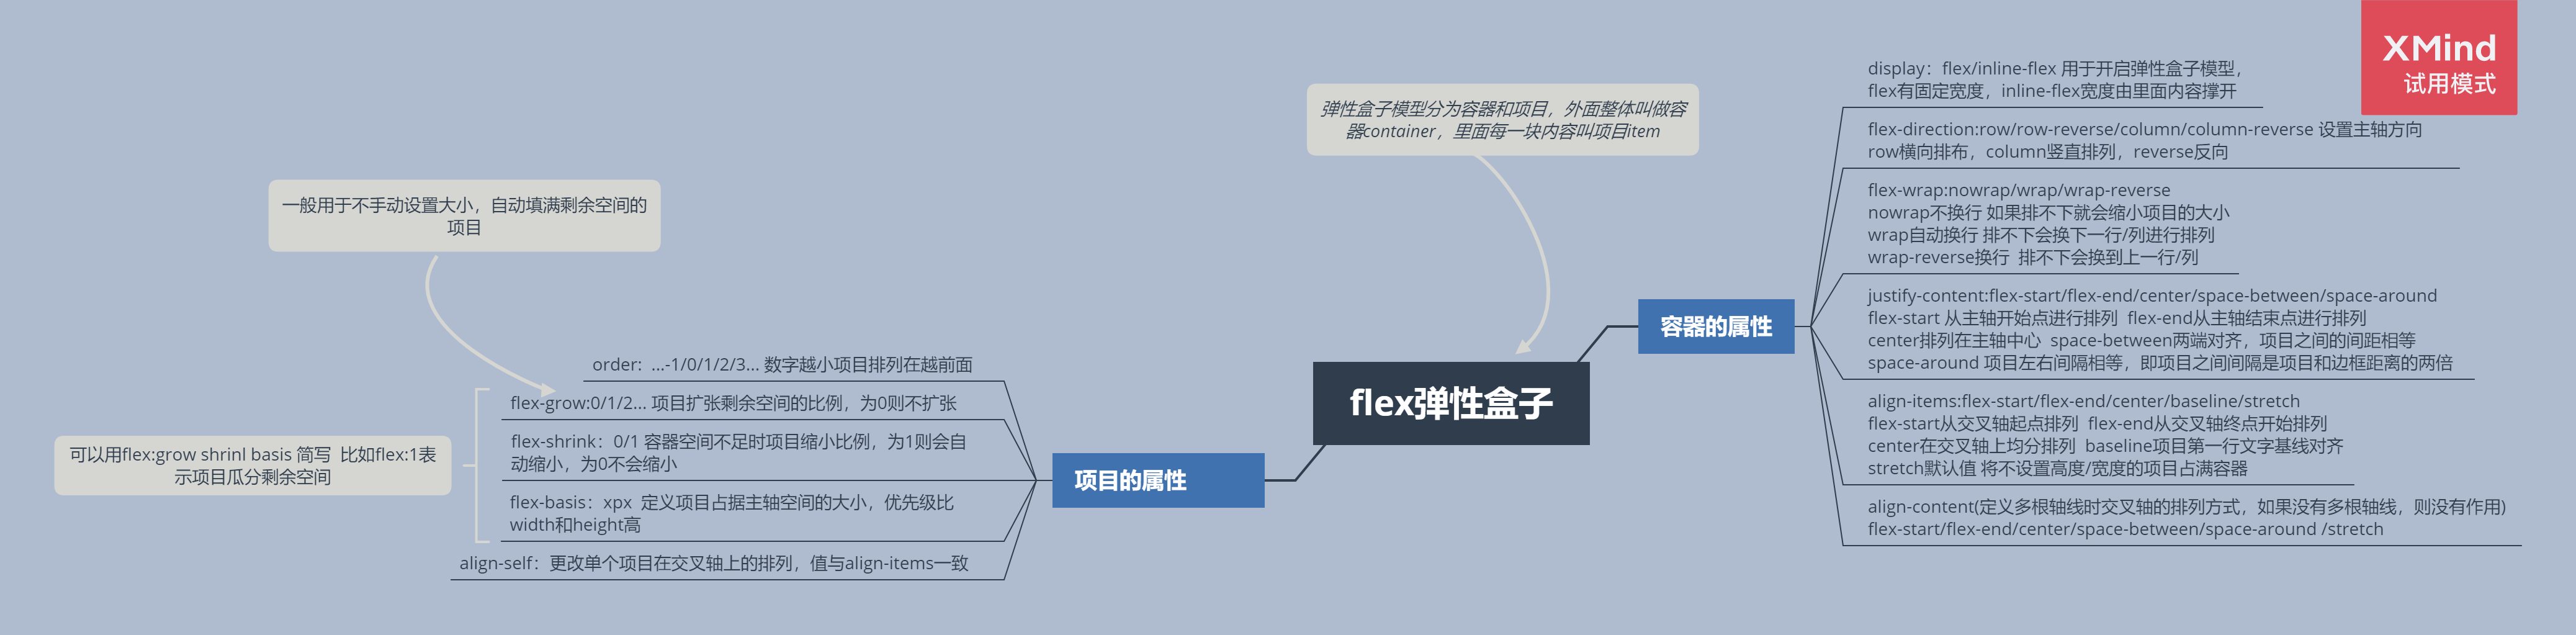 XMind
试用模式
弹性盒子模型分为容器和项目，外面整体叫做容
器container，里面每一块内容叫项目item
flex弹性盒子
容器的属性
display：flex/inline-flex 用于开启弹性盒子模型，
flex有固定宽度，inline-flex宽度由里面内容撑开
flex-direction:row/row-reverse/column/column-reverse 设置主轴方向
row横向排布，column竖直排列，reverse反向
flex-wrap:nowrap/wrap/wrap-reverse
nowrap不换行 如果排不下就会缩小项目的大小
wrap自动换行 排不下会换下一行/列进行排列
wrap-reverse换行  排不下会换到上一行/列
justify-content:flex-start/flex-end/center/space-between/space-around
flex-start 从主轴开始点进行排列  flex-end从主轴结束点进行排列
center排列在主轴中心  space-between两端对齐，项目之间的间距相等
space-around 项目左右间隔相等，即项目之间间隔是项目和边框距离的两倍
align-items:flex-start/flex-end/center/baseline/stretch
flex-start从交叉轴起点排列  flex-end从交叉轴终点开始排列
center在交叉轴上均分排列  baseline项目第一行文字基线对齐
stretch默认值 将不设置高度/宽度的项目占满容器
align-content(定义多根轴线时交叉轴的排列方式，如果没有多根轴线，则没有作用)
flex-start/flex-end/center/space-between/space-around /stretch
项目的属性
order:  ...-1/0/1/2/3... 数字越小项目排列在越前面
一般用于不手动设置大小，自动填满剩余空间的
项目
flex-grow:0/1/2... 项目扩张剩余空间的比例，为0则不扩张
flex-shrink：0/1 容器空间不足时项目缩小比例，为1则会自
动缩小，为0不会缩小
flex-basis：xpx  定义项目占据主轴空间的大小，优先级比
width和height高
可以用flex:grow shrinl basis 简写  比如flex:1表
示项目瓜分剩余空间
align-self：更改单个项目在交叉轴上的排列，值与align-items一致